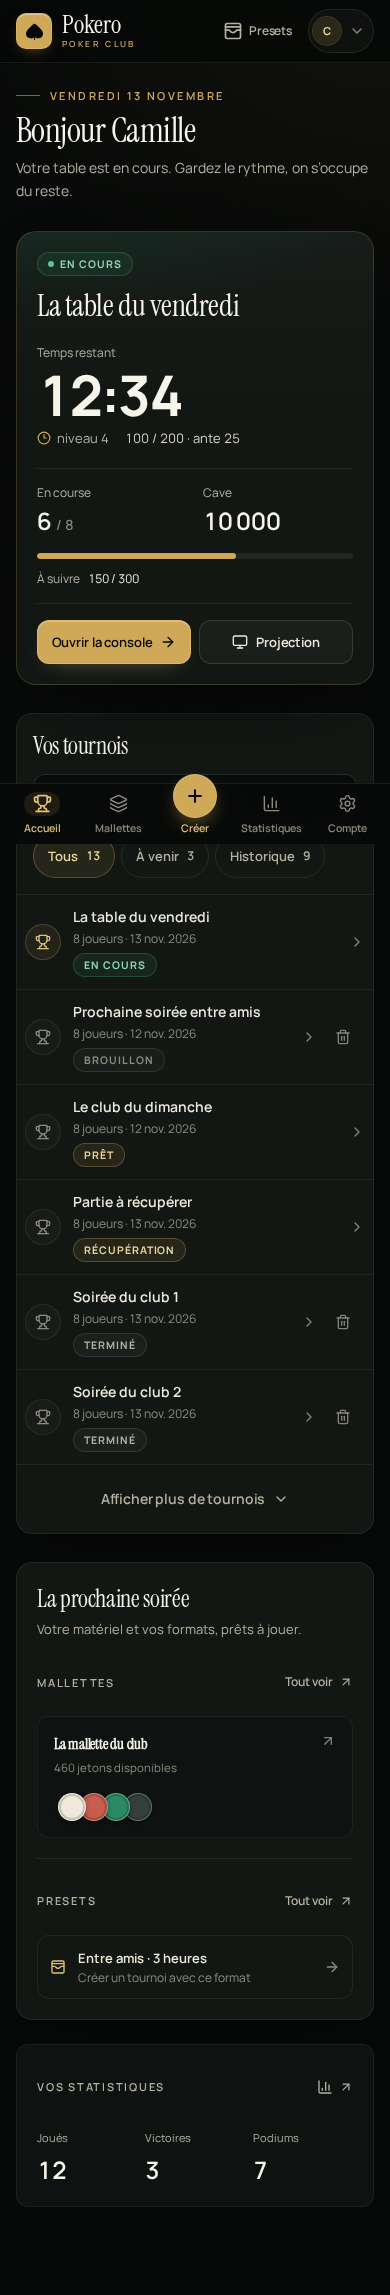 Pokero
POKER CLUB
Presets
C
VENDREDI 13 NOVEMBRE
Bonjour Camille
Votre table est en cours. Gardez le rythme, on s'occupe
du reste.
EN COURS
La table du vendredi
Temps restant
12:34
niveau 4 100 / 200 · ante 25
En course Cave
6 / 8 10 000
À suivre 150 / 300
Ouvrir la console
Projection
Vos tournois
Accueil
Mallettes
Créer
Statistiques
Compte
Tous 13
À venir 3
Historique 9
La table du vendredi
8 joueurs · 13 nov. 2026
EN COURS
Prochaine soirée entre amis
8 joueurs · 12 nov. 2026
BROUILLON
Le club du dimanche
8 joueurs · 12 nov. 2026
PRÊT
Partie à récupérer
8 joueurs · 13 nov. 2026
RÉCUPÉRATION
Soirée du club 1
8 joueurs · 13 nov. 2026
TERMINÉ
Soirée du club 2
8 joueurs · 13 nov. 2026
TERMINÉ
Afficher plus de tournois
La prochaine soirée
Votre matériel et vos formats, prêts à jouer.
MALLETTES Tout voir
La mallette du club
460 jetons disponibles
PRESETS Tout voir
Entre amis · 3 heures
Créer un tournoi avec ce format
VOS STATISTIQUES
Joués Victoires Podiums
12 3 7